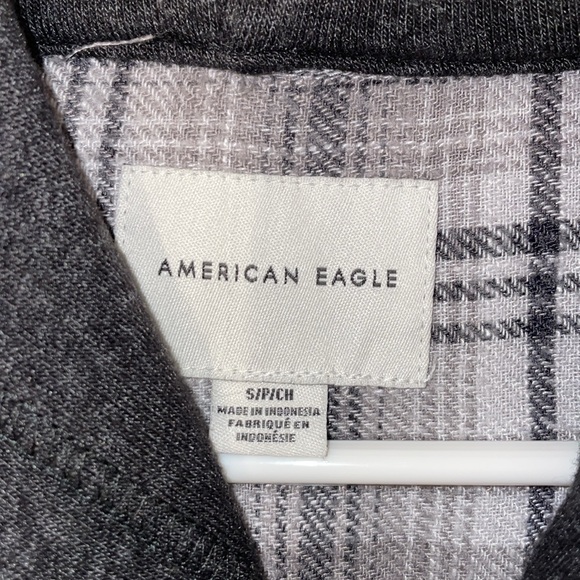 AMERICAN EAGLE
S/P/CH
MADE IN INDONESIA
FABRIQUÉ EN
INDONÉSIE